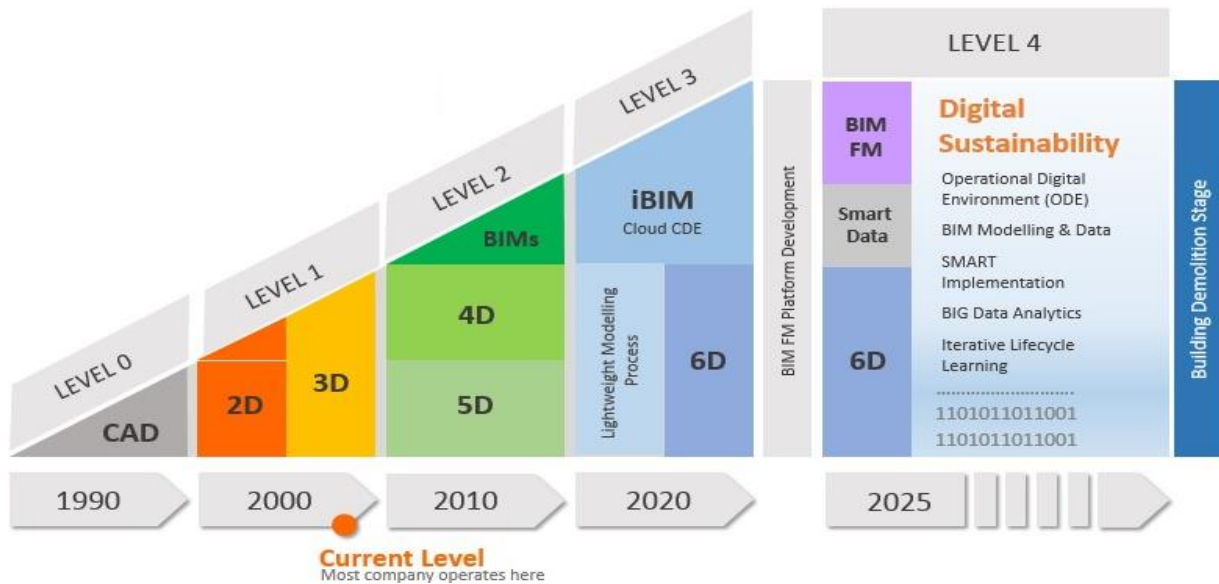 LEVEL 0
LEVEL 1
LEVEL 2
LEVEL 3
LEVEL 4
CAD
2D
3D
BIMs
4D
5D
iBIM
Cloud CDE
Lightweight Modelling
Process
6D
BIM FM Platform Development
BIM
FM
Smart
Data
6D
Digital
Sustainability
Operational Digital
Environment (ODE)
BIM Modelling & Data
SMART
Implementation
BIG Data Analytics
Iterative Lifecycle
Learning
1101011011001
1101011011001
Building Demolition Stage
1990
2000
2010
2020
2025
Current Level
Most company operates here